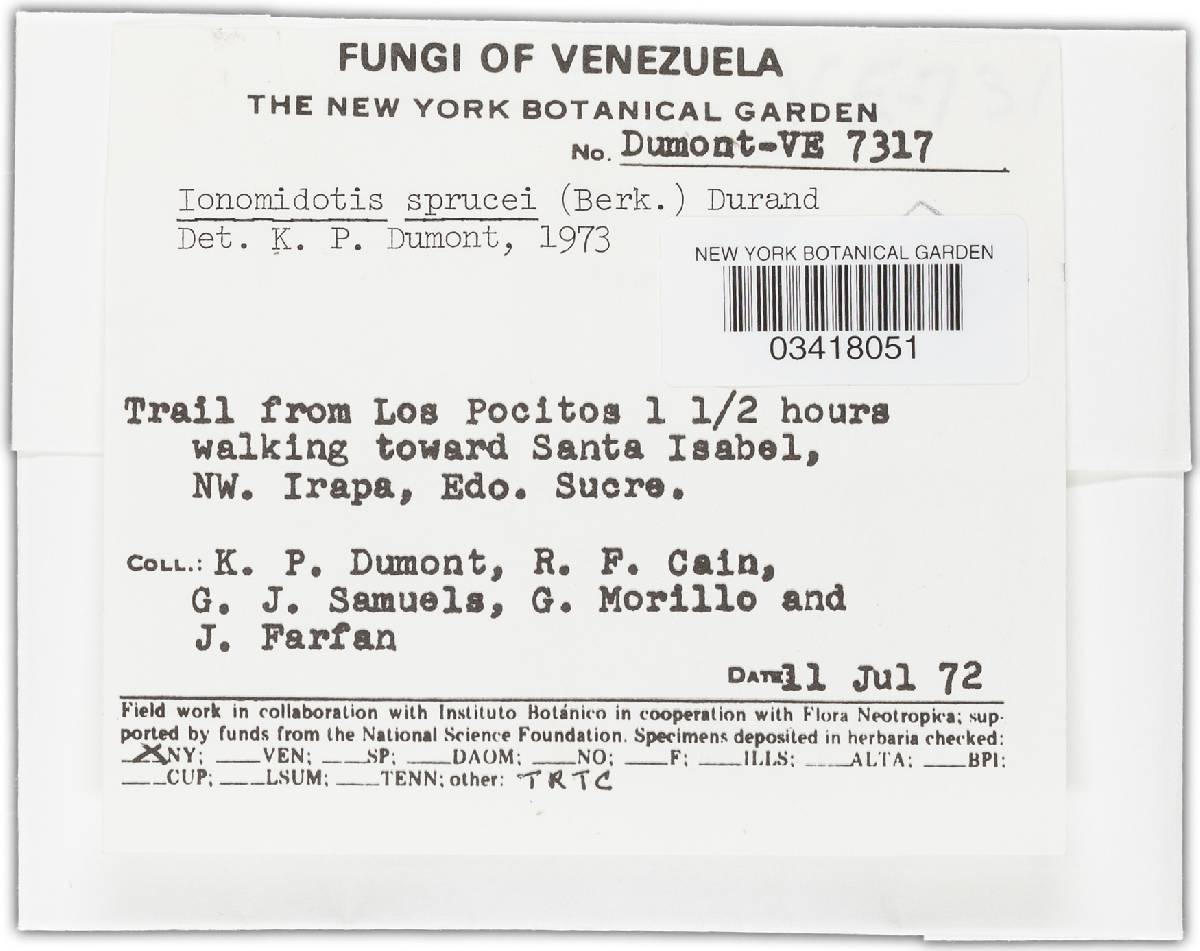 FUNGI OF VENEZUELA
THE NEW YORK BOTANICAL GARDEN
No. Dumont-VE 7317
Ionomidotis sprucei (Berk.) Durand
Det. K. P. Dumont, 1973
NEW YORK BOTANICAL GARDEN
03418051
Trail from Los Pocitos 1 1/2 hours
walking toward Santa Isabel,
NW. Irapa, Edo. Sucre.
COLL.: K. P. Dumont, R. F. Cain,
G. J. Samuels, G. Morillo and
J. Farfan
DATE 11 Jul 72
Field work in collaboration with Instituto Botánico in cooperation with Flora Neotropica; sup-
ported by funds from the National Science Foundation. Specimens deposited in herbaria checked:
X NY; ___VEN; ___SP; ___DAOM; ___NO; ___F; ___ILLS; ___ALTA; ___BPI;
___CUP; ___LSUM; ___TENN; other: TRTC